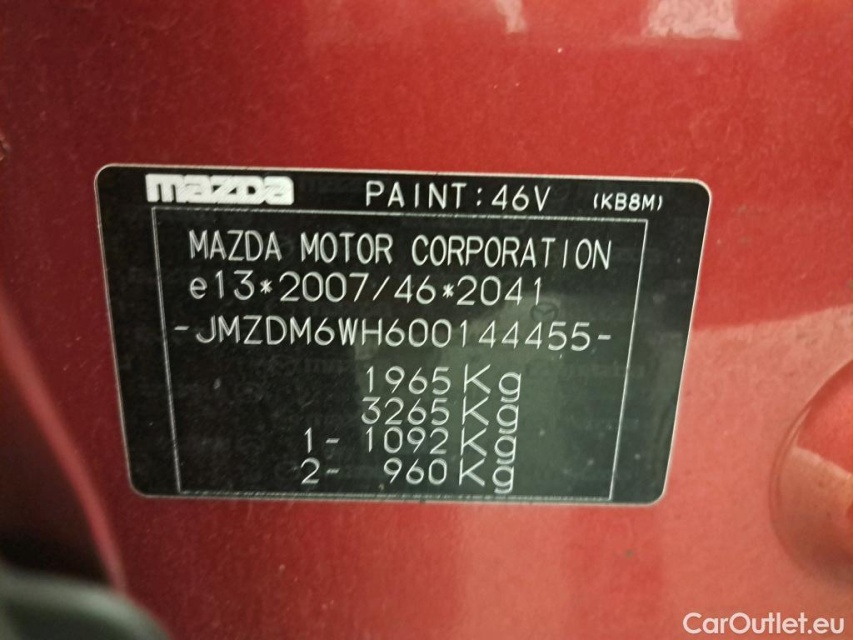 mazda PAINT: 46V (KB8M)
MAZDA MOTOR CORPORATION
e13*2007/46*2041
-JMZDM6WH600144455-
1965Kg
3265Kg
1- 1092Kg
2- 960Kg
CarOutlet.eu